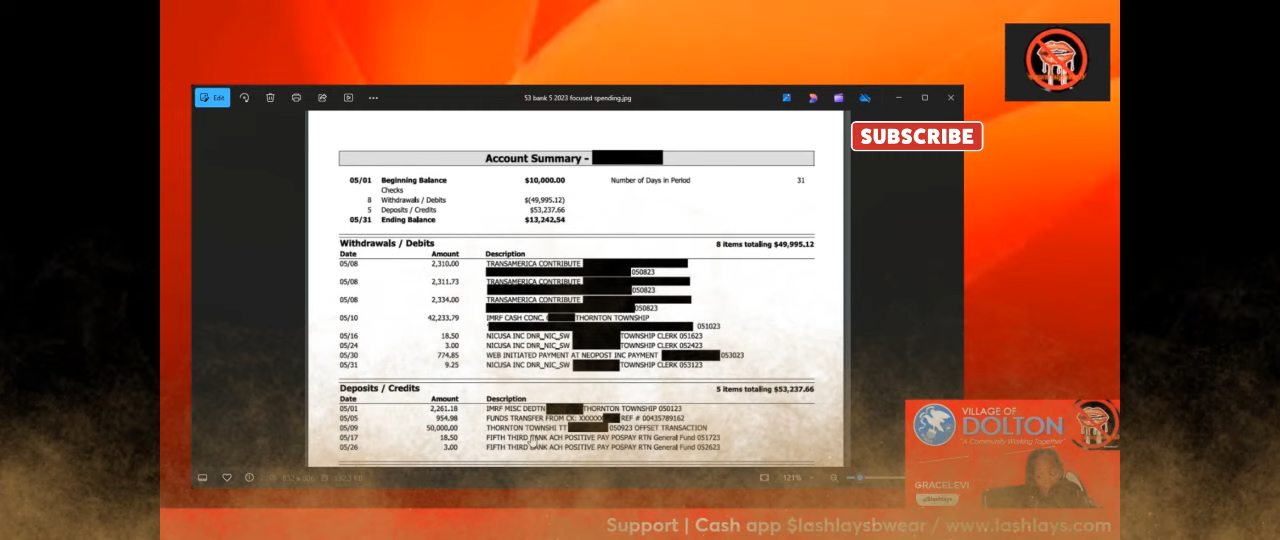 Edit
53 bank 5 2023 focused spending.jpg
SUBSCRIBE
Account Summary -
05/01 Beginning Balance $10,000.00 Number of Days in Period 31
Checks
8 Withdrawals / Debits $(49,995.12)
5 Deposits / Credits $53,237.66
05/31 Ending Balance $13,242.54
Withdrawals / Debits 8 items totaling $49,995.12
Date Amount Description
05/08 2,310.00 TRANSAMERICA CONTRIBUTE
050823
05/08 2,311.73 TRANSAMERICA CONTRIBUTE
050823
05/08 2,334.00 TRANSAMERICA CONTRIBUTE
050823
05/10 42,233.79 IMRF CASH CONC, THORNTON TOWNSHIP
051023
05/16 18.50 NICUSA INC DNR_NIC_SW TOWNSHIP CLERK 051623
05/24 3.00 NICUSA INC DNR_NIC_SW TOWNSHIP CLERK 052423
05/30 774.85 WEB INITIATED PAYMENT AT NEOPOST INC PAYMENT 053023
05/31 9.25 NICUSA INC DNR_NIC_SW TOWNSHIP CLERK 053123
Deposits / Credits 5 items totaling $53,237.66
Date Amount Description
05/01 2,261.18 IMRF MISC DEDTN THORNTON TOWNSHIP 050123
05/05 954.98 FUNDS TRANSFER FROM CK: XXXXXX REF # 00435789162
05/09 50,000.00 THORNTON TOWNSHI TT 050923 OFFSET TRANSACTION
05/17 18.50 FIFTH THIRD BANK ACH POSITIVE PAY POSPAY RTN General Fund 051723
05/26 3.00 FIFTH THIRD BANK ACH POSITIVE PAY POSPAY RTN General Fund 052623
121%
VILLAGE OF
DOLTON
"A Community Working Together"
GRACELEVI
@5lashlays
Support | Cash app $lashlaysbwear / www.lashlays.com